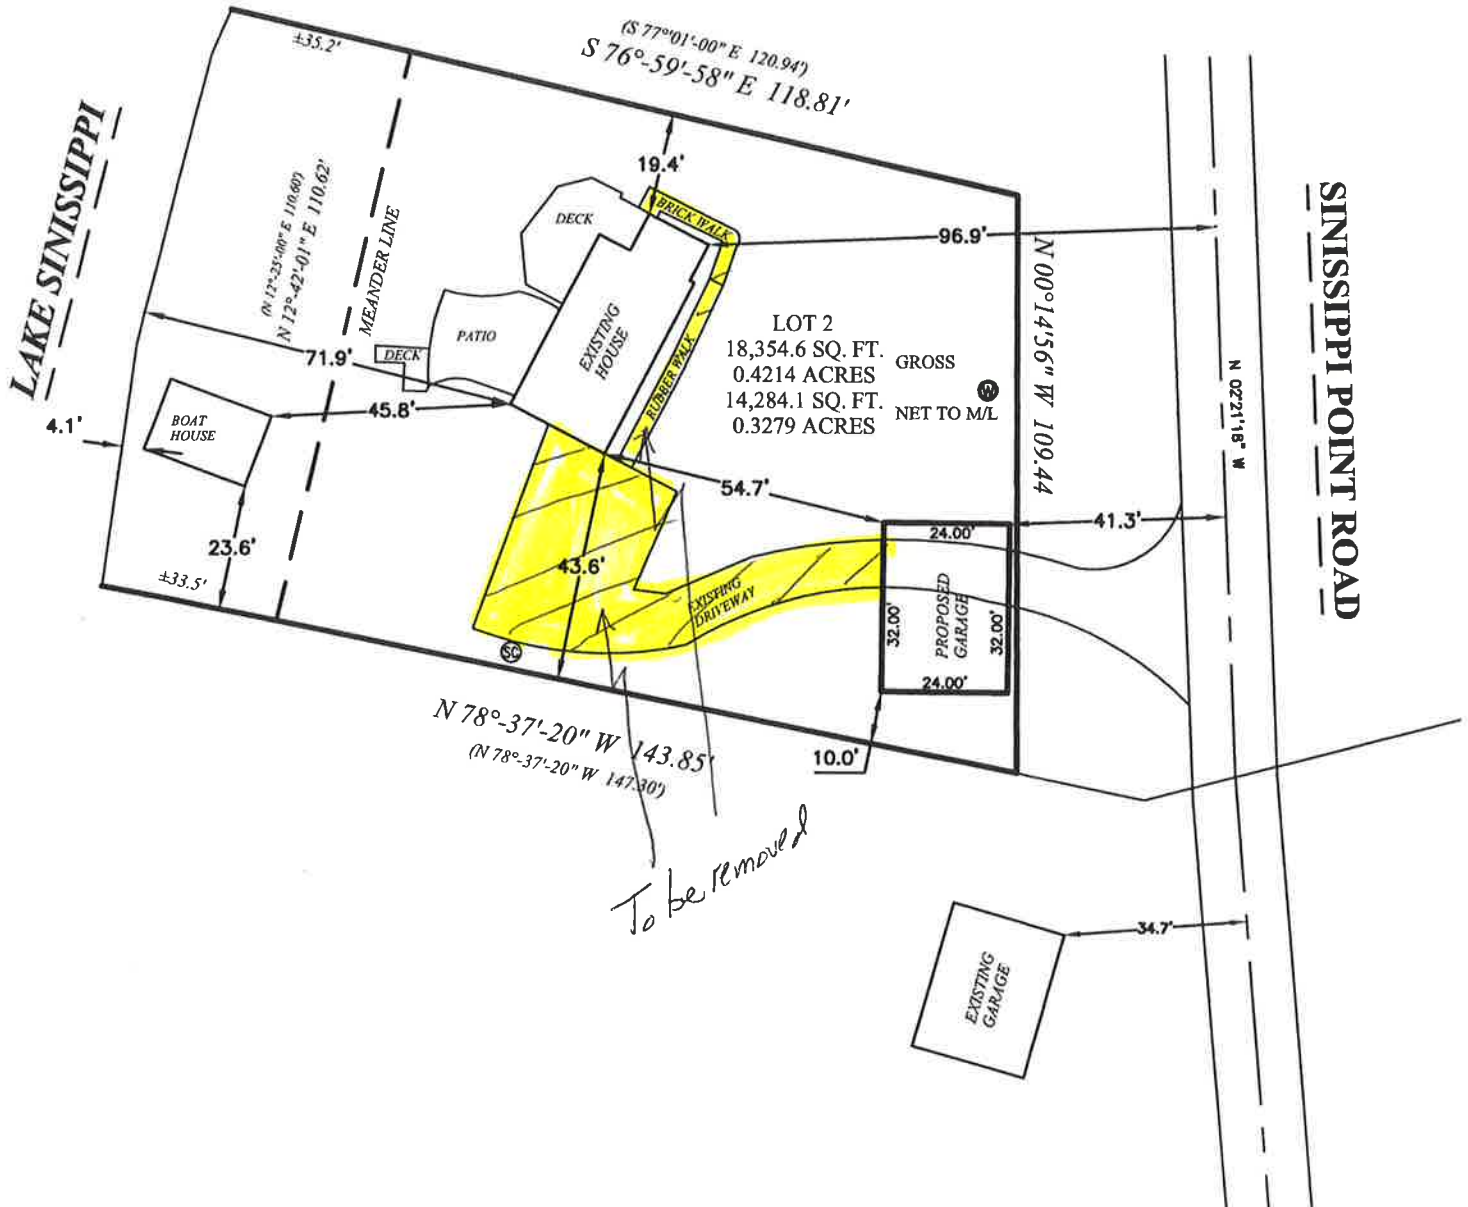 (S 77°01'-00" E 120.94')
S 76°-59'-58" E 118.81'
±35.2'
LAKE SINISSIPPI
(N 12°-25'-00" E 110.60')
N 12°-42'-01" E 110.62'
MEANDER LINE
19.4'
BRICK WALK
DECK
96.9'
SINISSIPPI POINT ROAD
N 00°14'56" W 109.44
N 02°21'18" W
EXISTING
HOUSE
PATIO
DECK
RUBBER WALK
LOT 2
18,354.6 SQ. FT.
0.4214 ACRES
GROSS
14,284.1 SQ. FT.
0.3279 ACRES
NET TO M/L
W
71.9'
45.8'
BOAT
HOUSE
4.1'
23.6'
±33.5'
54.7'
41.3'
43.6'
EXISTING
DRIVEWAY
24.00'
32.00'
PROPOSED
GARAGE
32.00'
24.00'
10.0'
SC
N 78°-37'-20" W 143.85'
(N 78°-37'-20" W 147.30')
To be removed
EXISTING
GARAGE
34.7'